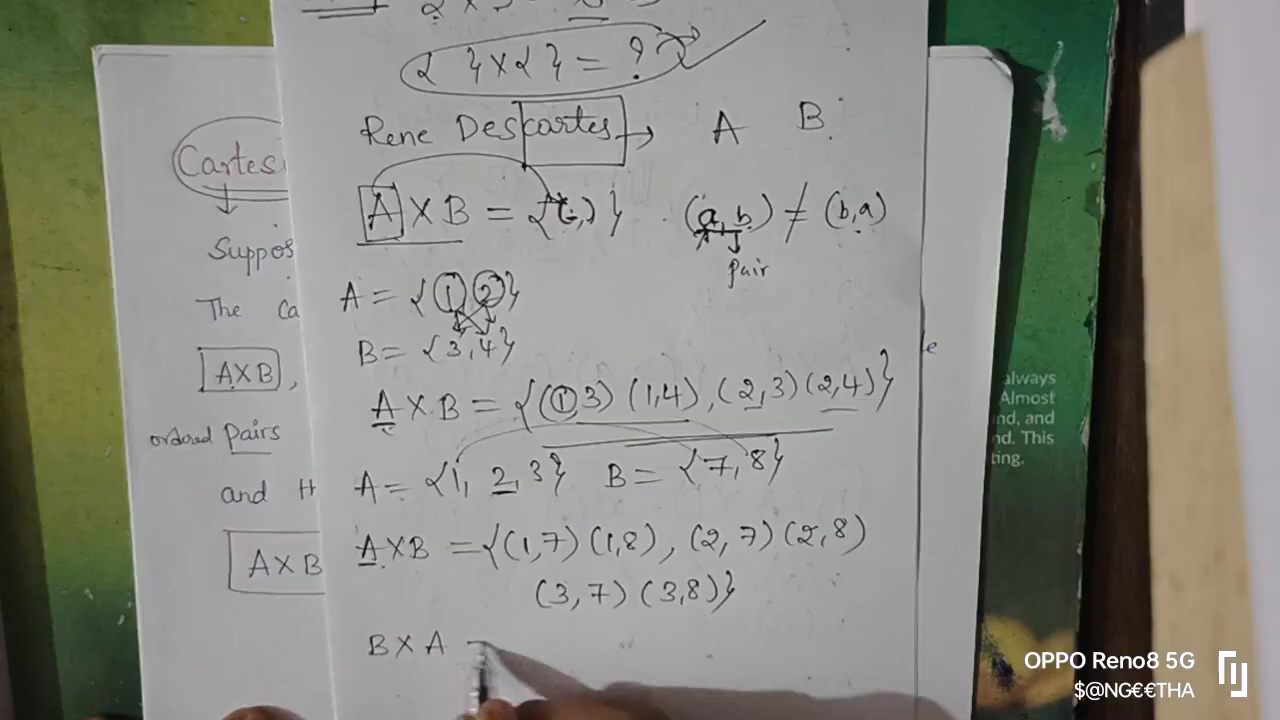 { } x { } = ?
Rene Descartes → A B
A X B = {(,)} (a, b) ≠ (b, a)
pair
A = {1 2}
B = {3, 4}
A X B = {(1 3) (1,4), (2,3) (2,4)}
A = {1, 2, 3} B = {7, 8}
A X B = {(1,7) (1,8), (2,7) (2,8)
(3,7) (3,8)}
B X A
Cartesi
Suppos
The Ca
A X B ,
ordered pairs
and H
A X B
always
Almost
nd, and
nd. This
ting.
OPPO Reno8 5G
$@NG€€THA